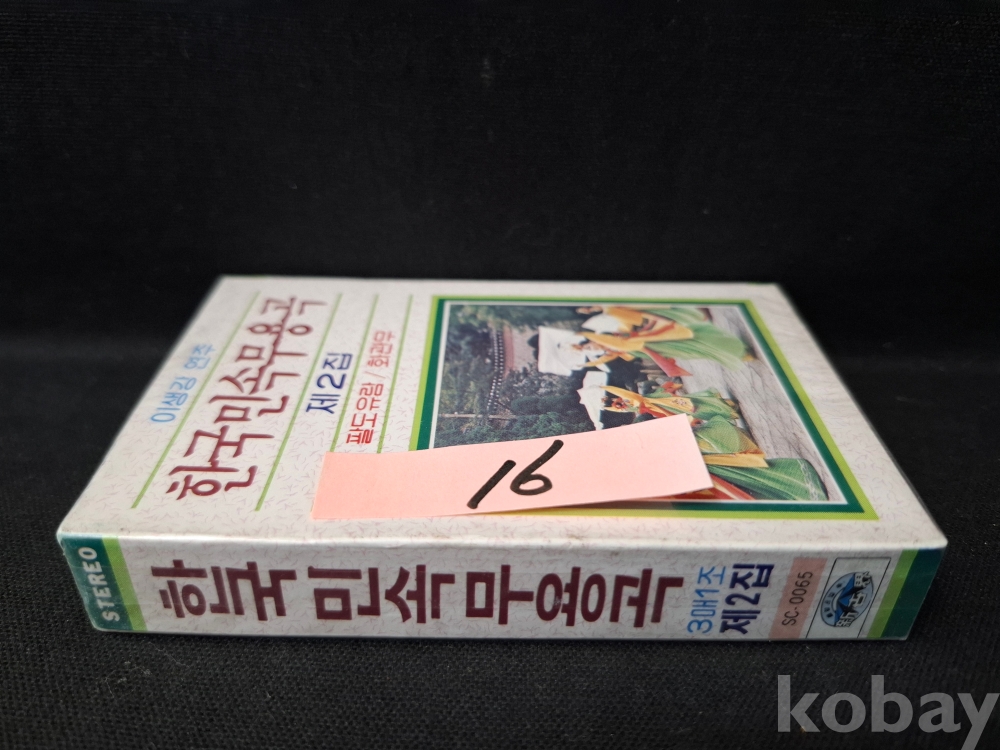 이생강 연주
한국민속무용곡
제2집
팔도유람 / 화관무
16
STEREO
한국민속무용곡
3매1조
제2집
SC-0065
kobay